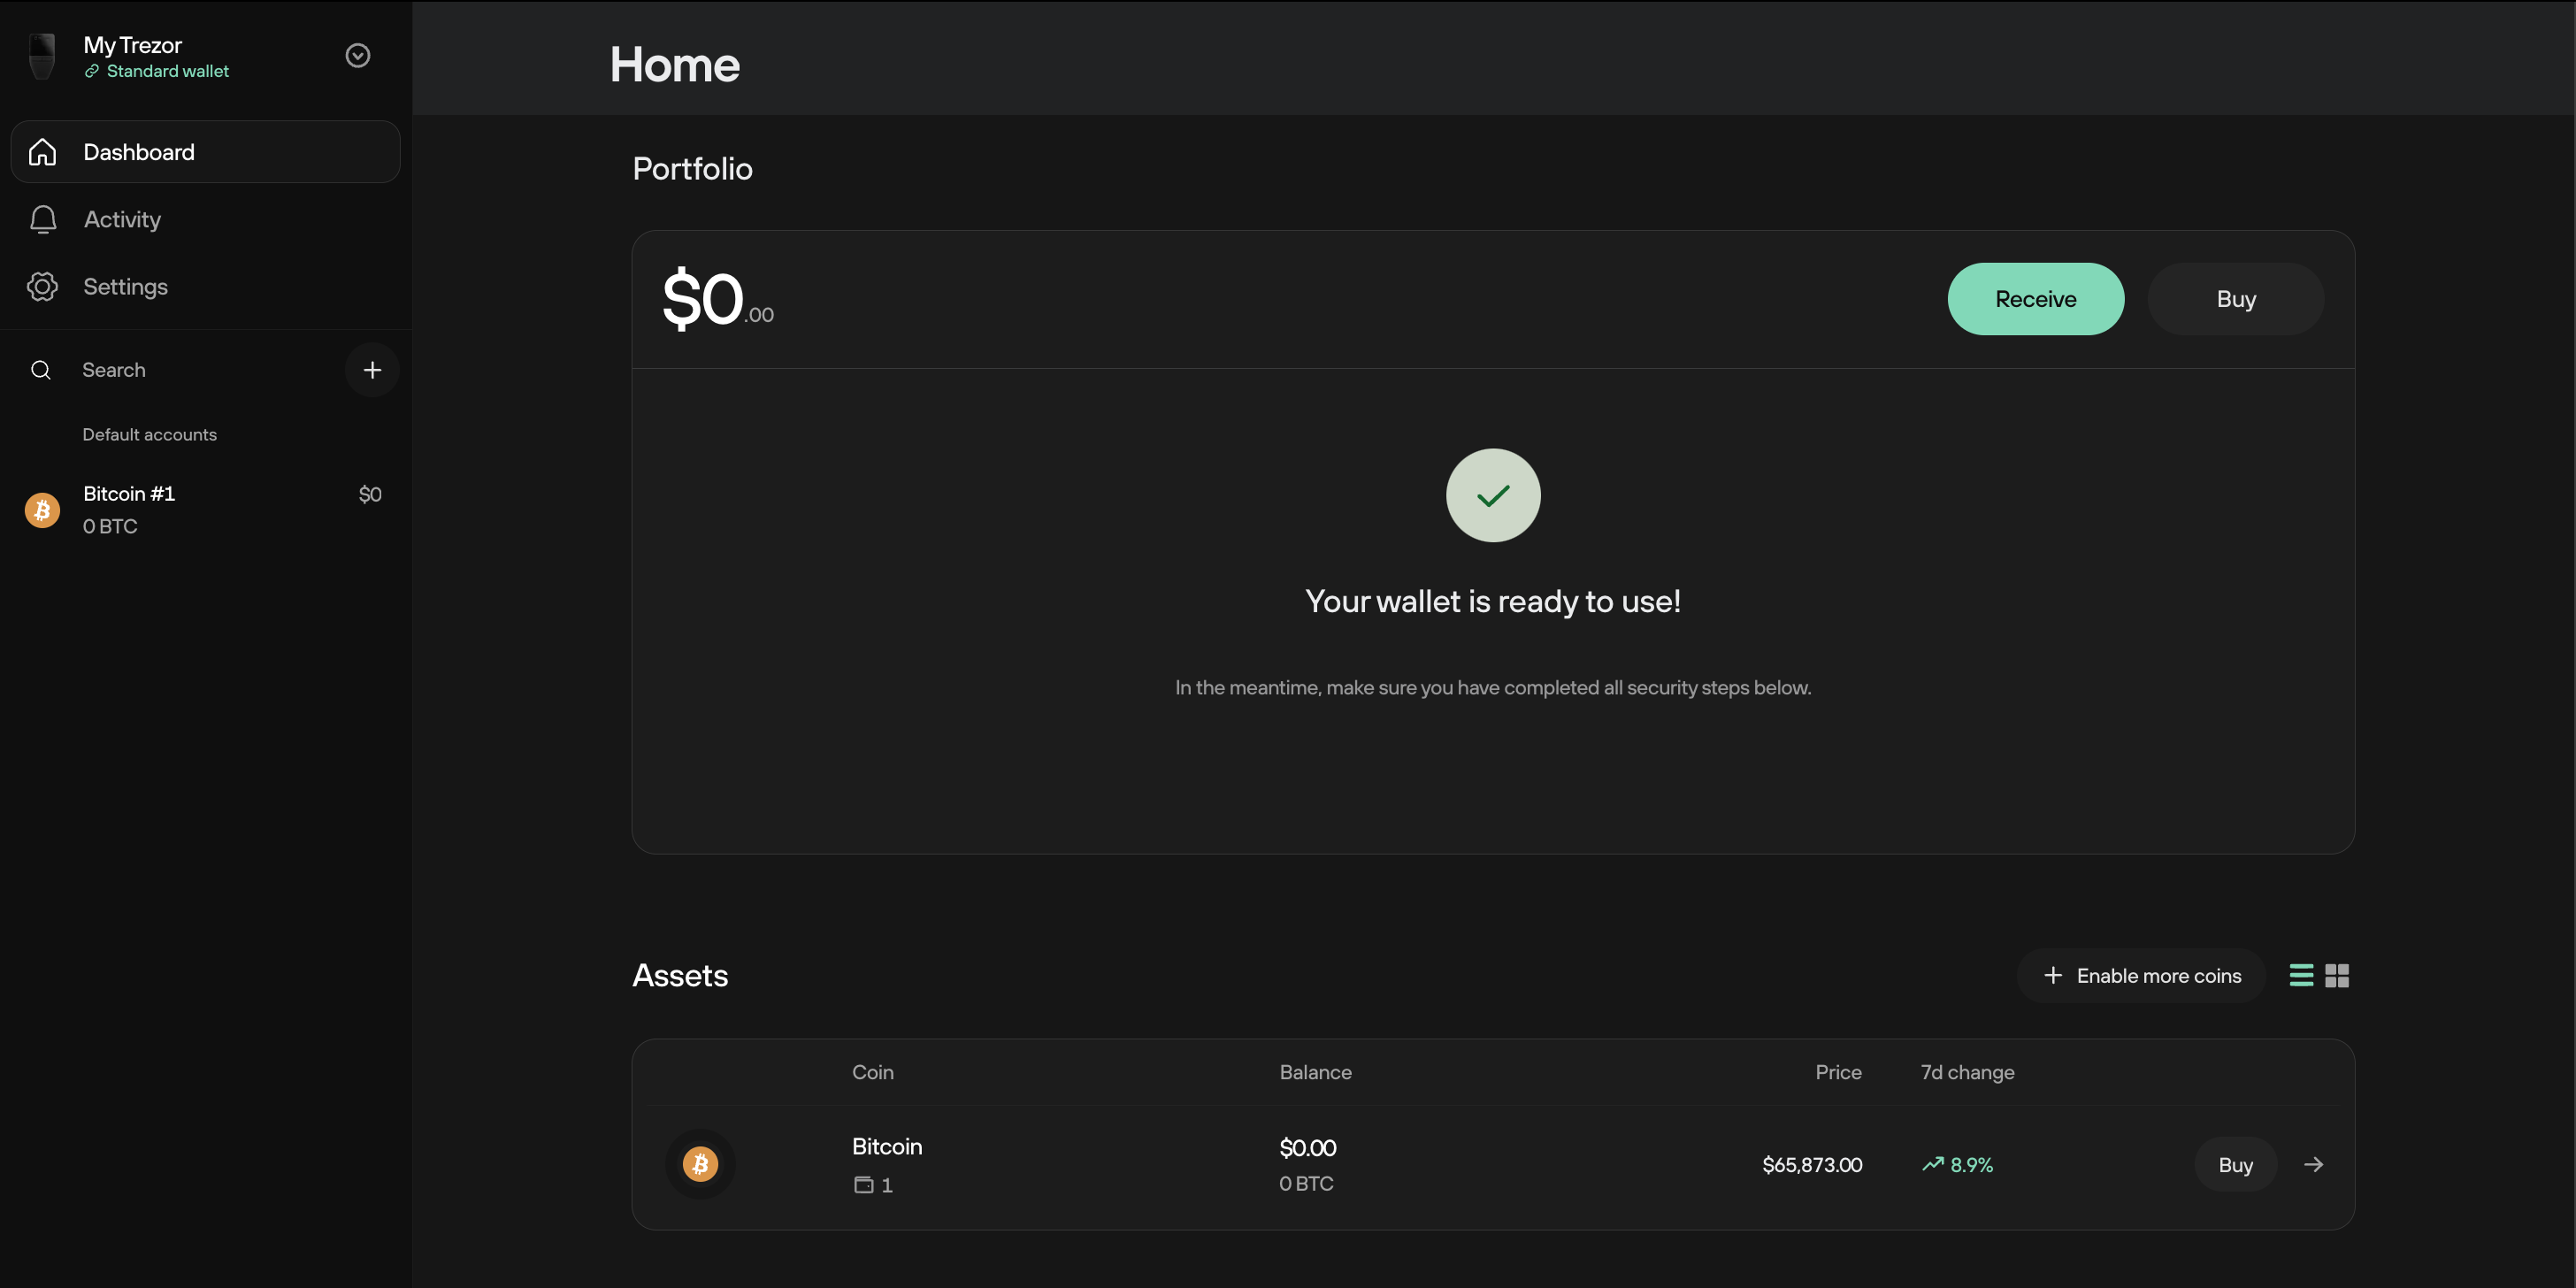 My Trezor
Standard wallet
Dashboard
Activity
Settings
Search
Default accounts
Bitcoin #1
$0
0 BTC
Home
Portfolio
$0.00
Receive
Buy
Your wallet is ready to use!
In the meantime, make sure you have completed all security steps below.
Assets
Enable more coins
Coin
Balance
Price
7d change
Bitcoin
1
$0.00
0 BTC
$65,873.00
8.9%
Buy